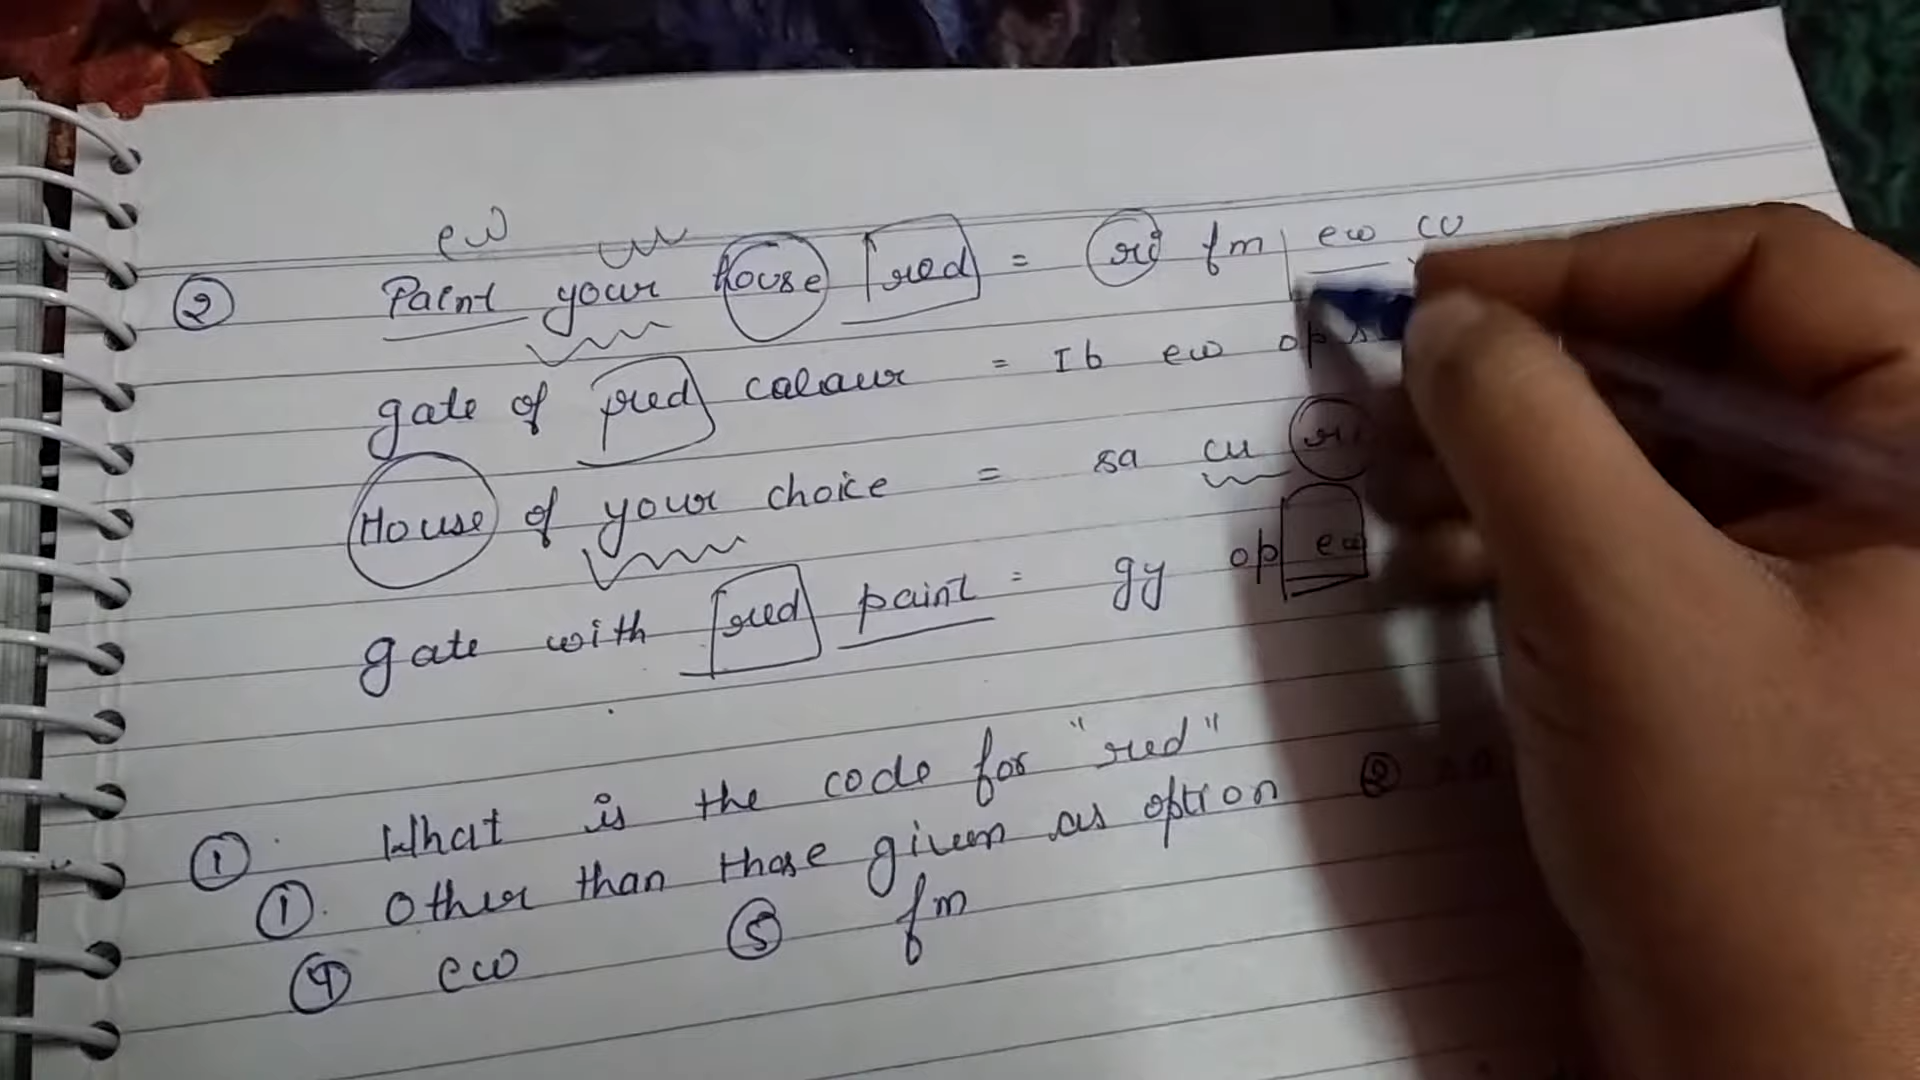 ew
② Paint your house red = ri fm ew cu
gate of red colour = Ib ew op
House of your choice = sa cu ri
gate with red paint = gy op ew
① What is the code for "red"
① Other than those given as option ②
④ ew ⑤ fm